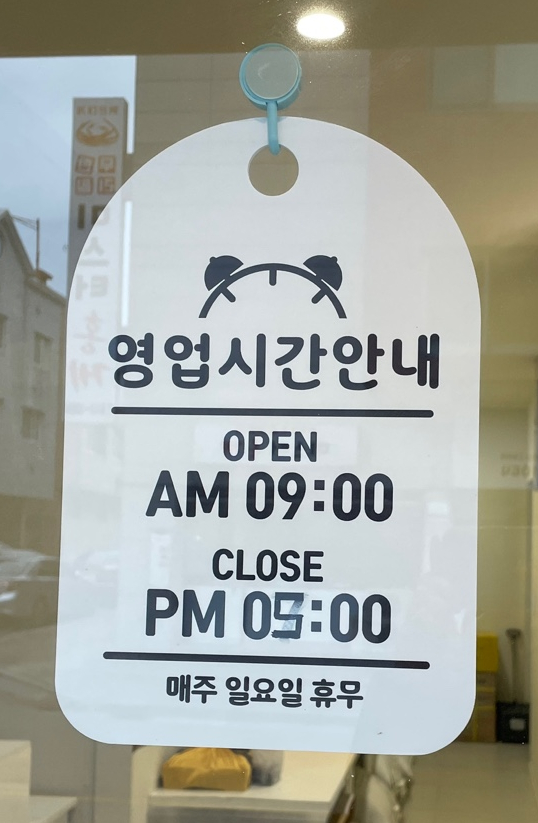 영업시간안내
OPEN
AM 09:00
CLOSE
PM 05:00
매주 일요일 휴무